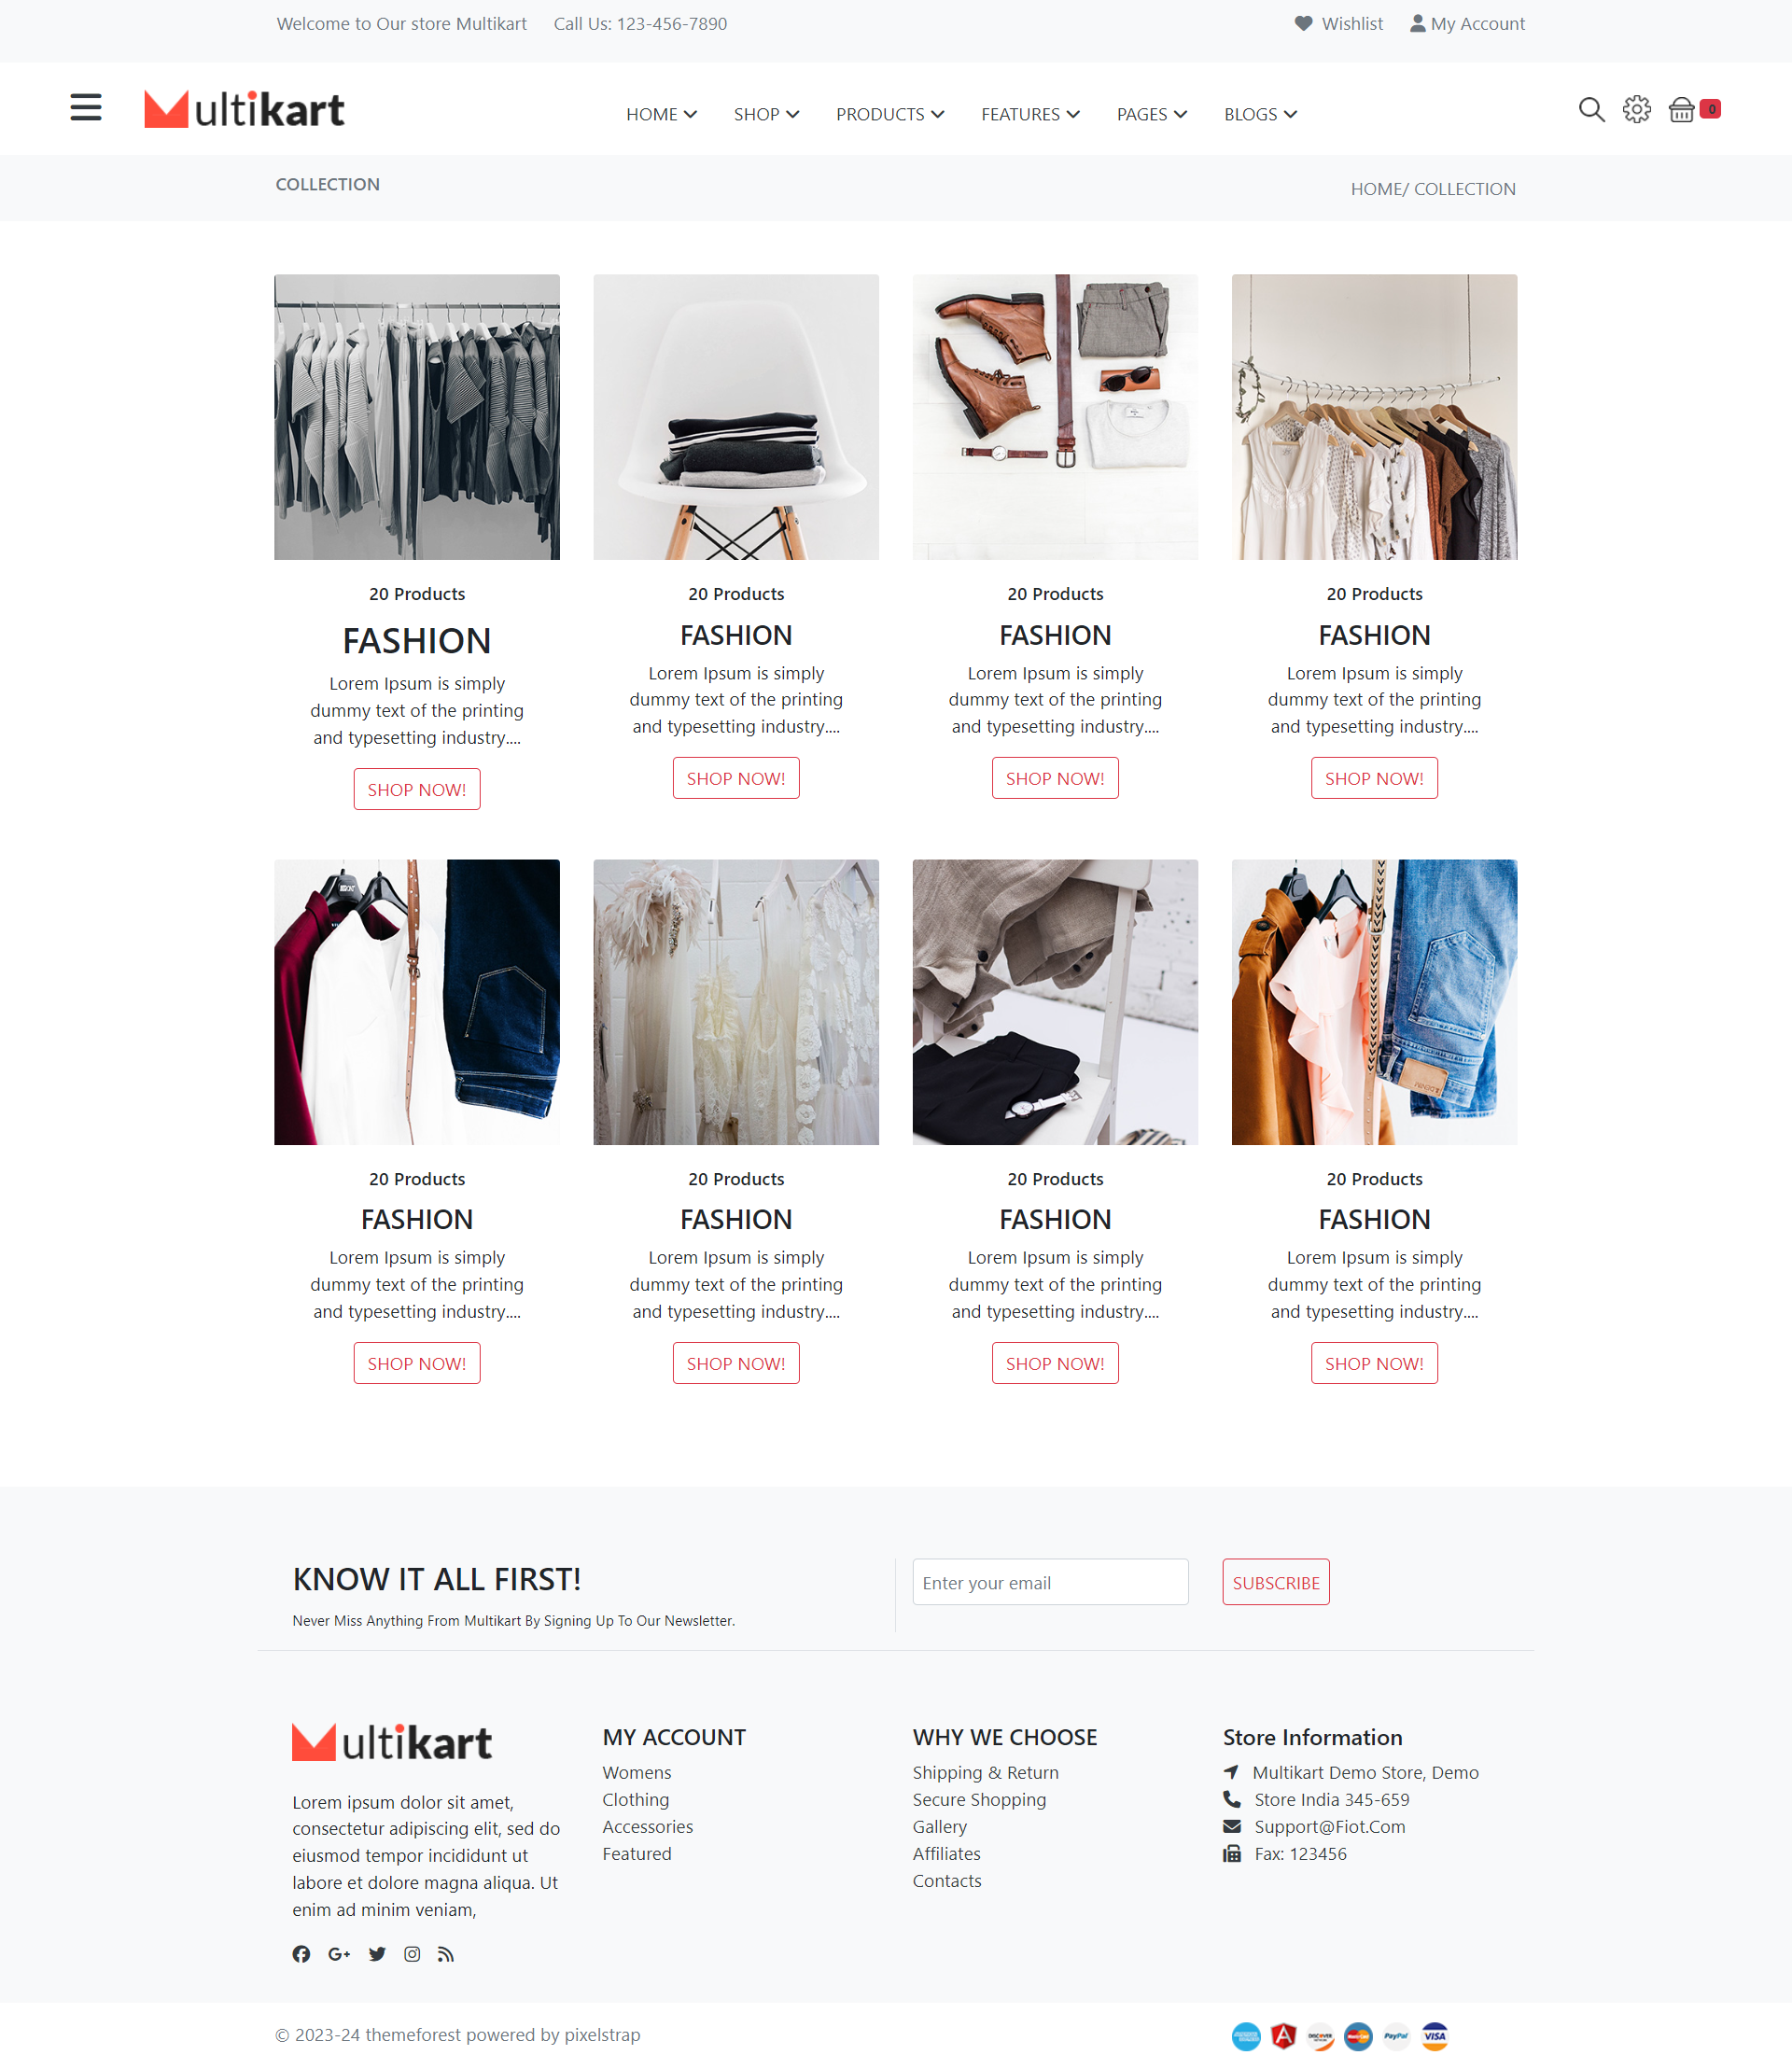 Welcome to Our store Multikart Call Us: 123-456-7890 Wishlist My Account
Multikart HOME SHOP PRODUCTS FEATURES PAGES BLOGS 0
COLLECTION HOME/ COLLECTION
20 Products
FASHION
Lorem Ipsum is simply
dummy text of the printing
and typesetting industry....
SHOP NOW!
20 Products
FASHION
Lorem Ipsum is simply
dummy text of the printing
and typesetting industry....
SHOP NOW!
20 Products
FASHION
Lorem Ipsum is simply
dummy text of the printing
and typesetting industry....
SHOP NOW!
20 Products
FASHION
Lorem Ipsum is simply
dummy text of the printing
and typesetting industry....
SHOP NOW!
20 Products
FASHION
Lorem Ipsum is simply
dummy text of the printing
and typesetting industry....
SHOP NOW!
20 Products
FASHION
Lorem Ipsum is simply
dummy text of the printing
and typesetting industry....
SHOP NOW!
20 Products
FASHION
Lorem Ipsum is simply
dummy text of the printing
and typesetting industry....
SHOP NOW!
20 Products
FASHION
Lorem Ipsum is simply
dummy text of the printing
and typesetting industry....
SHOP NOW!
KNOW IT ALL FIRST!
Never Miss Anything From Multikart By Signing Up To Our Newsletter.
Enter your email SUBSCRIBE
Multikart
Lorem ipsum dolor sit amet,
consectetur adipiscing elit, sed do
eiusmod tempor incididunt ut
labore et dolore magna aliqua. Ut
enim ad minim veniam,
MY ACCOUNT
Womens
Clothing
Accessories
Featured
WHY WE CHOOSE
Shipping & Return
Secure Shopping
Gallery
Affiliates
Contacts
Store Information
Multikart Demo Store, Demo
Store India 345-659
Support@Fiot.Com
Fax: 123456
© 2023-24 themeforest powered by pixelstrap
DISCOVER MasterCard PayPal VISA